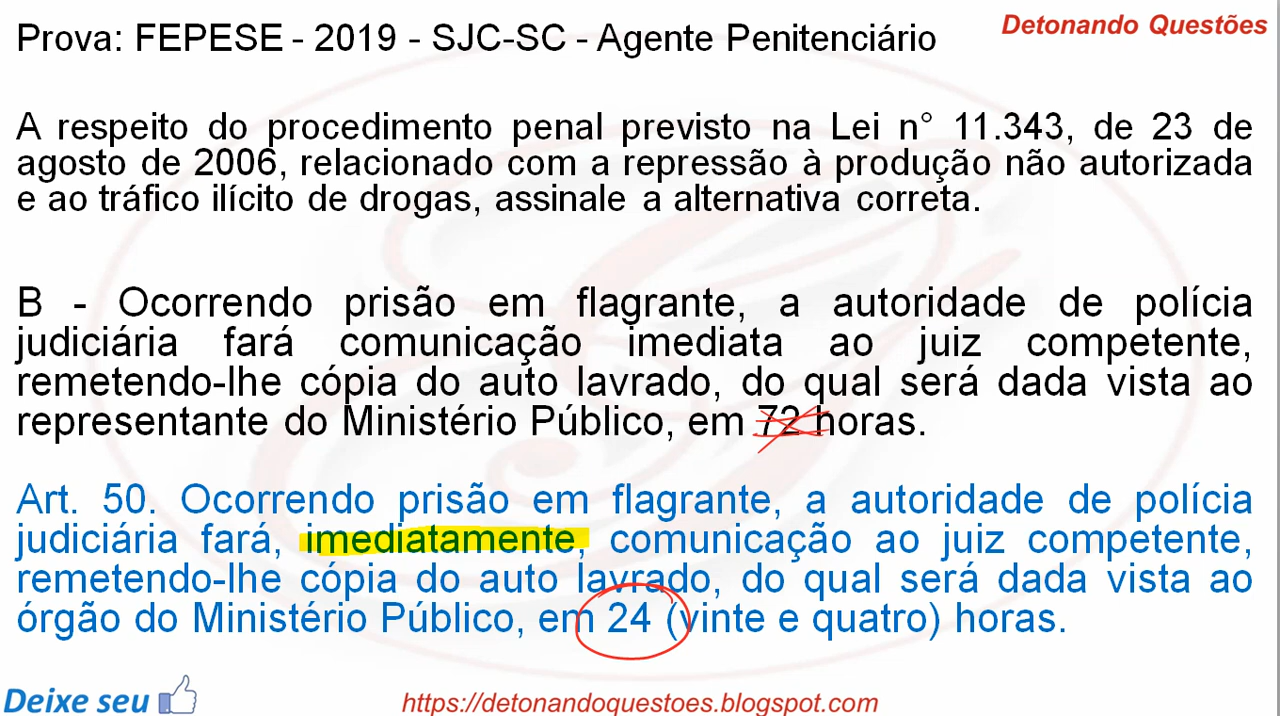 Prova: FEPESE - 2019 - SJC-SC - Agente Penitenciário
Detonando Questões
A respeito do procedimento penal previsto na Lei n° 11.343, de 23 de
agosto de 2006, relacionado com a repressão à produção não autorizada
e ao tráfico ilícito de drogas, assinale a alternativa correta.
B - Ocorrendo prisão em flagrante, a autoridade de polícia
judiciária fará comunicação imediata ao juiz competente,
remetendo-lhe cópia do auto lavrado, do qual será dada vista ao
representante do Ministério Público, em 72 horas.
Art. 50. Ocorrendo prisão em flagrante, a autoridade de polícia
judiciária fará, imediatamente, comunicação ao juiz competente,
remetendo-lhe cópia do auto lavrado, do qual será dada vista ao
órgão do Ministério Público, em 24 (vinte e quatro) horas.
Deixe seu
https://detonandoquestoes.blogspot.com